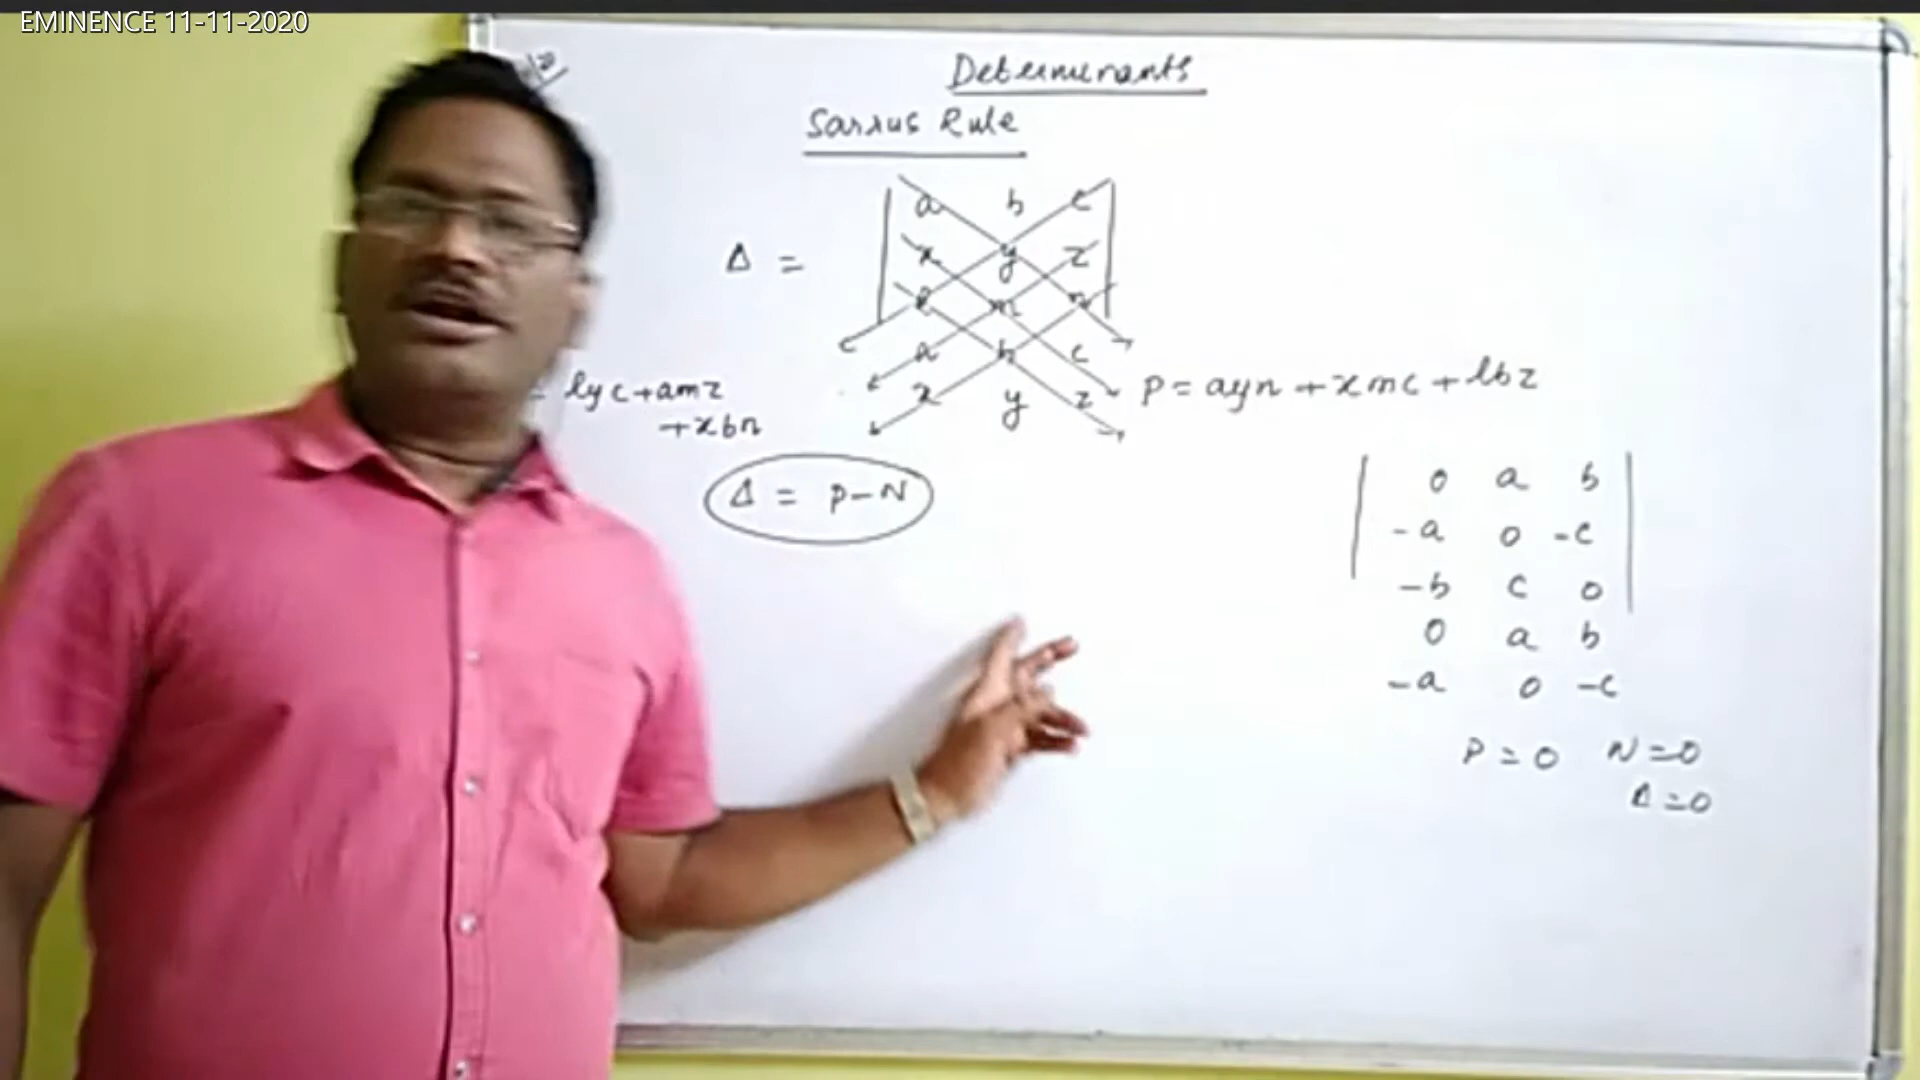 EMINENCE 11-11-2020
Determinants
Sarrus Rule
a b c
Δ = x y z
l m n
a b c
x y z
= lyc+amz
+xbn
P = ayn + xmc + lbz
Δ = P-N
0 a b
-a 0 -c
-b c 0
0 a b
-a 0 -c
P = 0 N = 0
Δ = 0